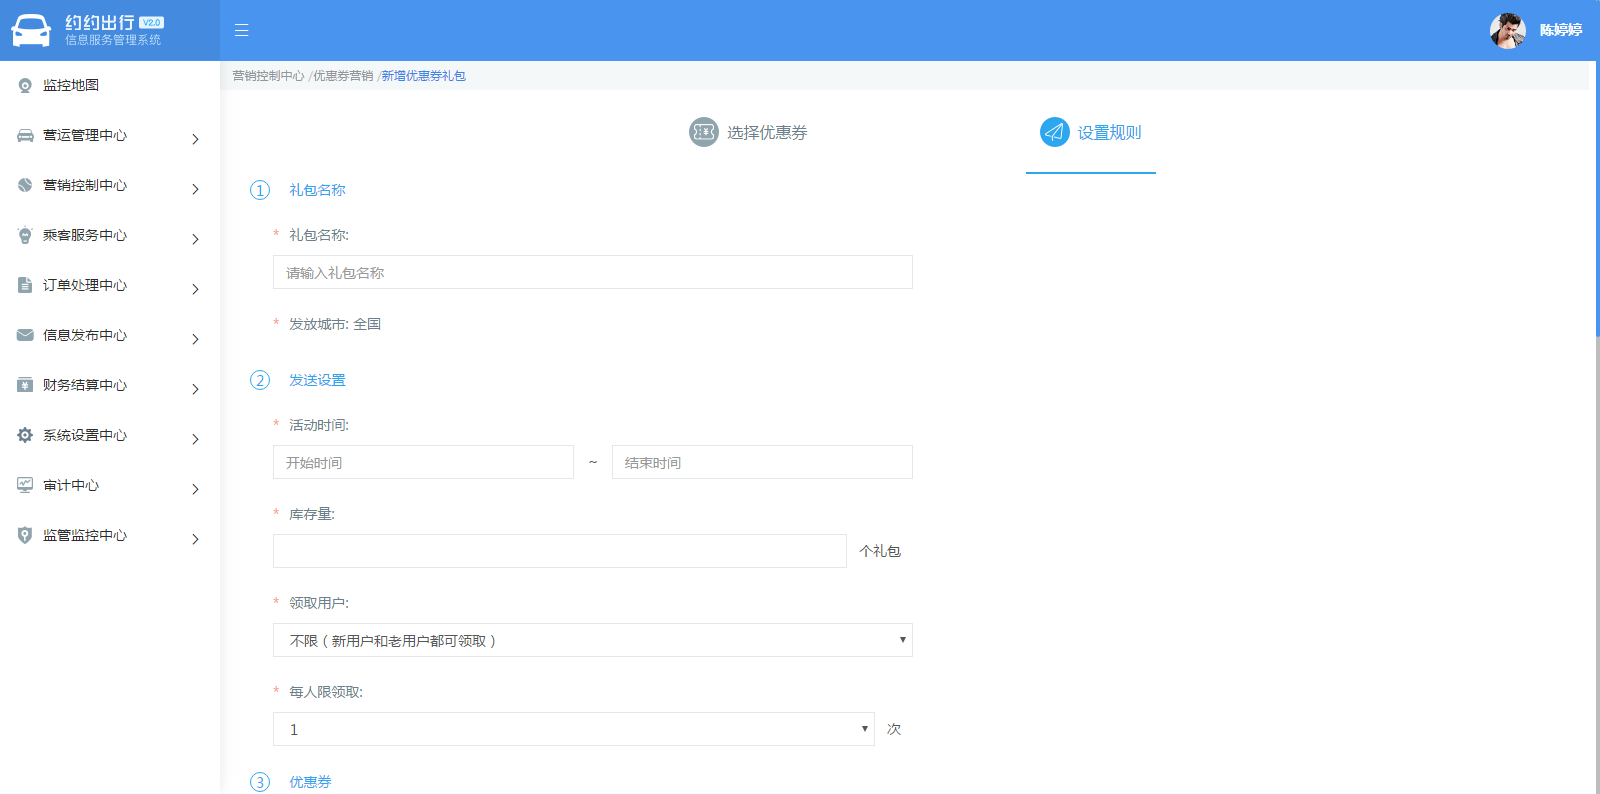 约约出行 V2.0
信息服务管理系统
陈婷婷
监控地图
营运管理中心
营销控制中心
乘客服务中心
订单处理中心
信息发布中心
财务结算中心
系统设置中心
审计中心
监管监控中心
营销控制中心 /优惠券营销 /新增优惠券礼包
选择优惠券
设置规则
1 礼包名称
* 礼包名称:
请输入礼包名称
* 发放城市: 全国
2 发送设置
* 活动时间:
开始时间 ~ 结束时间
* 库存量:
个礼包
* 领取用户:
不限（新用户和老用户都可领取）
* 每人限领取:
1 次
3 优惠券